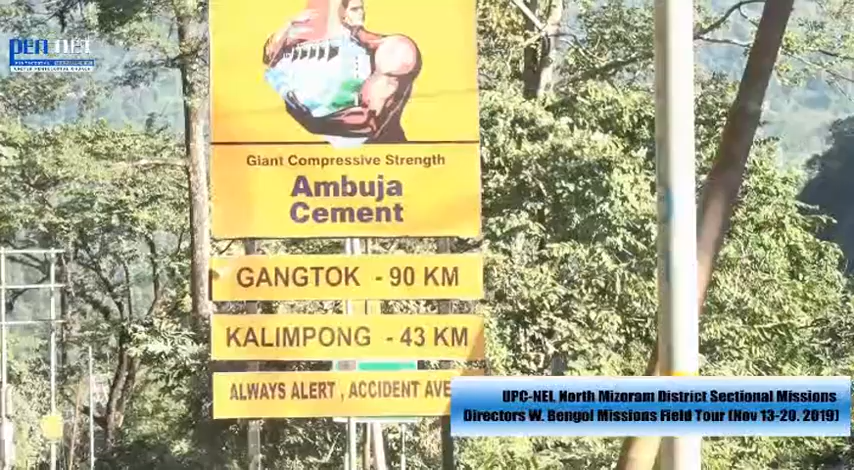 pen net
Giant Compressive Strength
Ambuja
Cement
GANGTOK - 90 KM
KALIMPONG - 43 KM
ALWAYS ALERT , ACCIDENT AVE
UPC-NEI, North Mizoram District Sectional Missions
Directors W. Bengol Missions Field Tour (Nov 13-20, 2019)